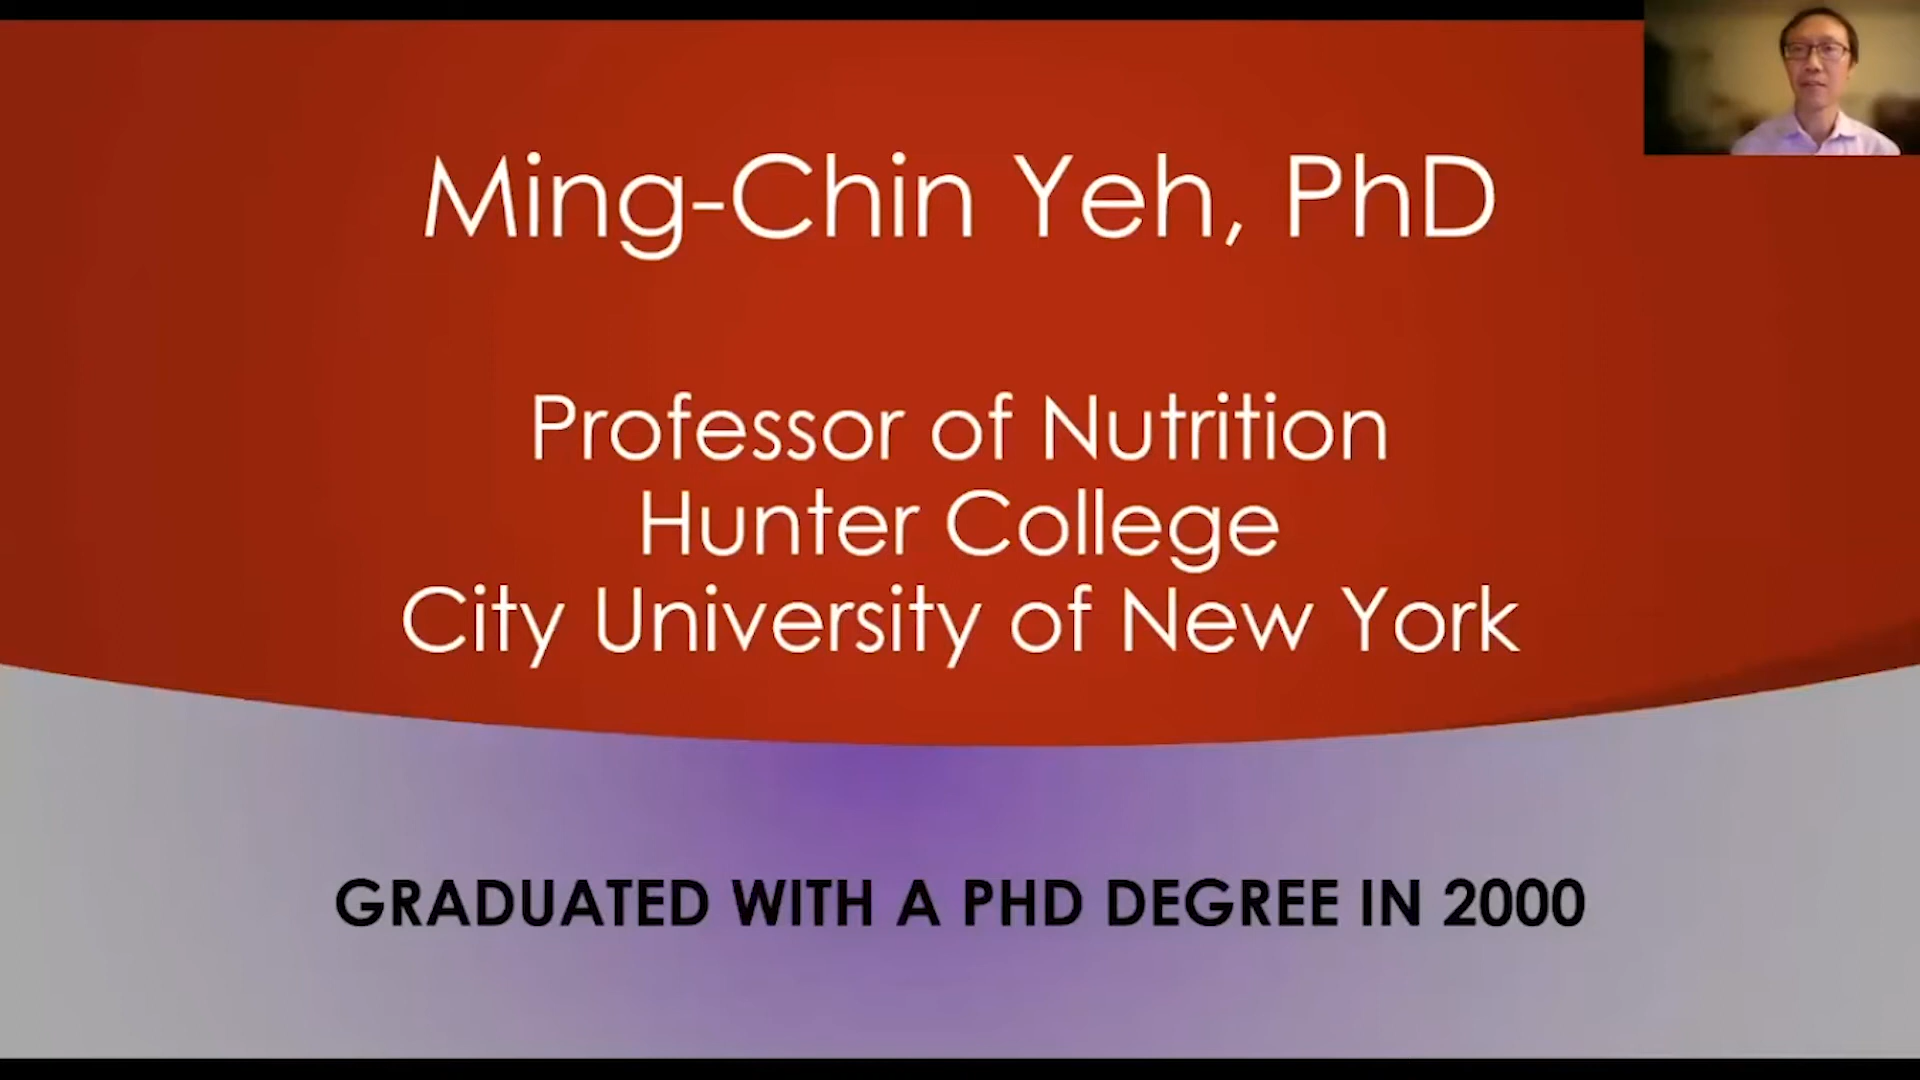 Ming-Chin Yeh, PhD
Professor of Nutrition
Hunter College
City University of New York
GRADUATED WITH A PHD DEGREE IN 2000